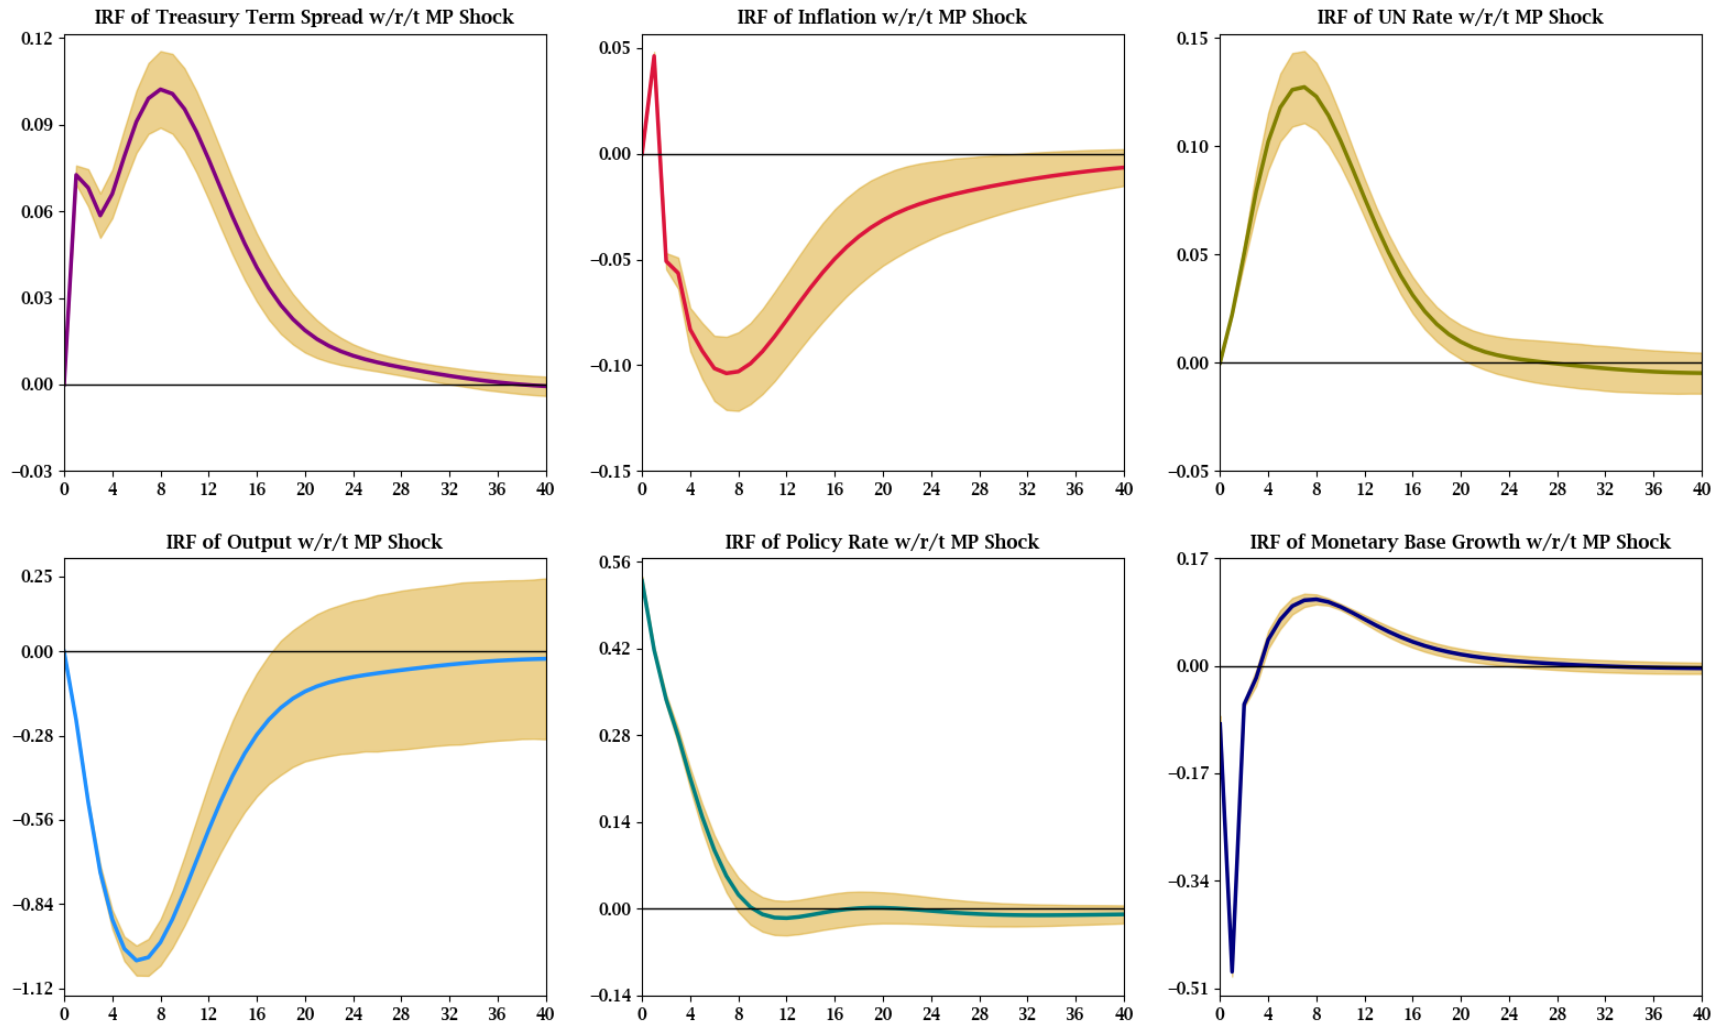 IRF of Treasury Term Spread w/r/t MP Shock
0.12
0.09
0.06
0.03
0.00
−0.03
0 4 8 12 16 20 24 28 32 36 40
IRF of Inflation w/r/t MP Shock
0.05
0.00
−0.05
−0.10
−0.15
0 4 8 12 16 20 24 28 32 36 40
IRF of UN Rate w/r/t MP Shock
0.15
0.10
0.05
0.00
−0.05
0 4 8 12 16 20 24 28 32 36 40
IRF of Output w/r/t MP Shock
0.25
0.00
−0.28
−0.56
−0.84
−1.12
0 4 8 12 16 20 24 28 32 36 40
IRF of Policy Rate w/r/t MP Shock
0.56
0.42
0.28
0.14
0.00
−0.14
0 4 8 12 16 20 24 28 32 36 40
IRF of Monetary Base Growth w/r/t MP Shock
0.17
0.00
−0.17
−0.34
−0.51
0 4 8 12 16 20 24 28 32 36 40